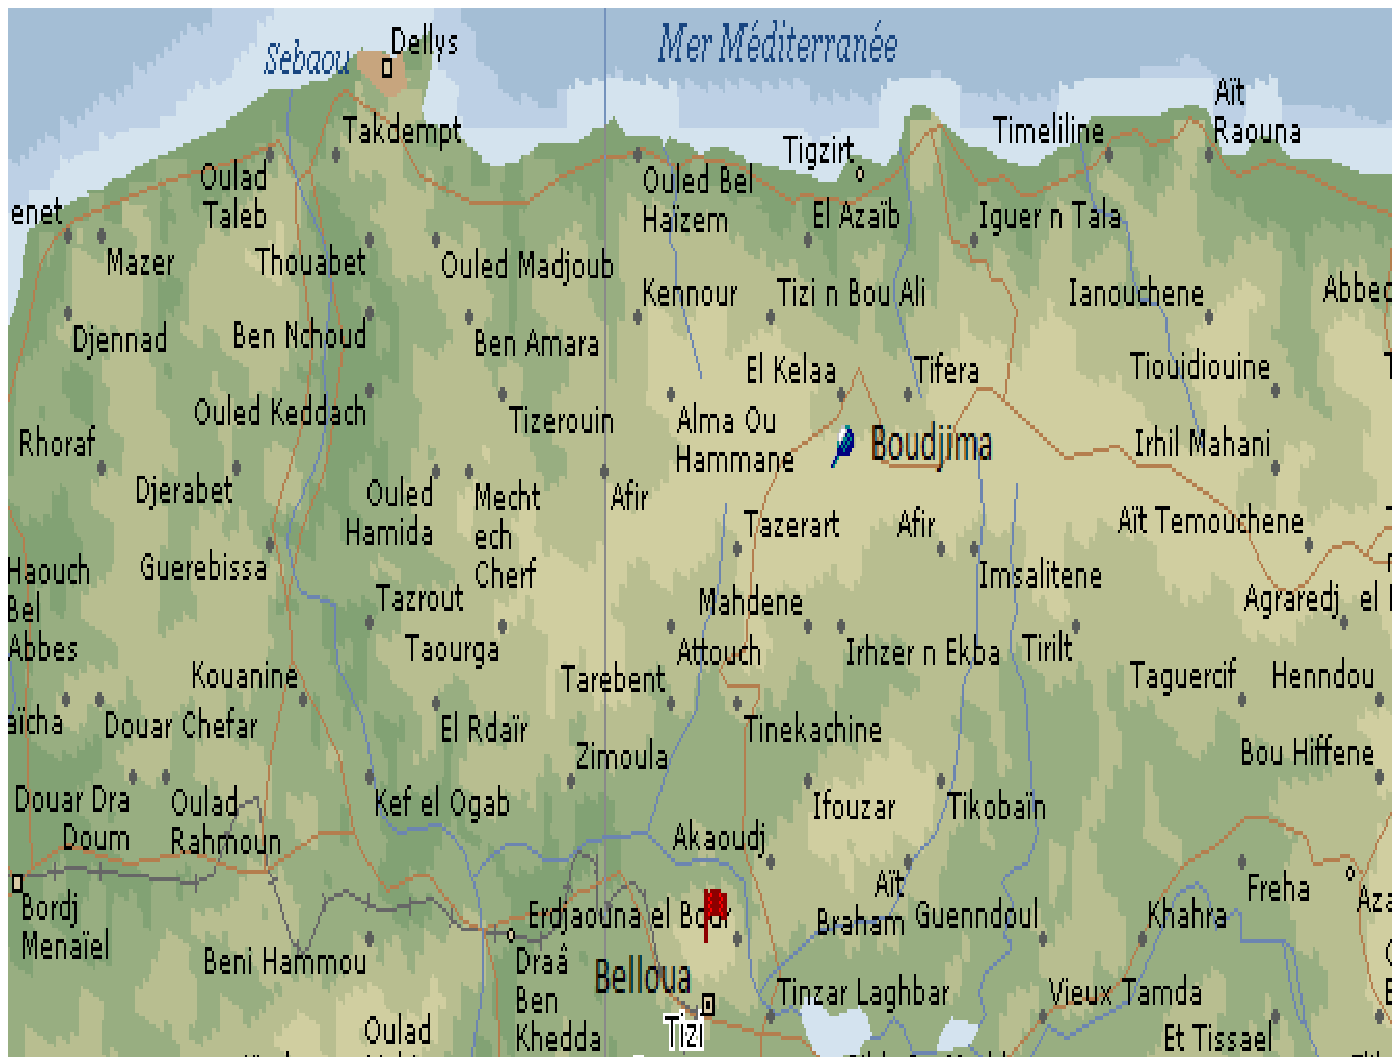 Dellys
Sebaou
Mer Méditerranée
Aït
Raouna
Takdempt
Timeliline
Tigzirt
Oulad
Taleb
Ouled Bel
Haïzem
enet
El Azaïb
Iguer n Tala
Mazer
Thouabet
Ouled Madjoub
Kennour
Tizi n Bou Ali
Ianouchene
Abbec
Djennad
Ben Nchoud
Ben Amara
El Kelaa
Tifera
Tiouidiouine
Ouled Keddach
Tizerouin
Alma Ou
Hammane
Boudjima
Irhil Mahani
Rhoraf
Djerabet
Ouled
Hamida
Mecht
ech
Cherf
Afir
Tazerart
Afir
Aït Temouchene
Haouch
Bel
Abbes
Guerebissa
Tazrout
Imsalitene
Mahdene
Agraredj
el
Taourga
Attouch
Irhzer n Ekba
Tirilt
Kouanine
Tarebent
Taguercïf
Henndou
aïcha
Douar Chefar
El Rdaïr
Tinekachine
Zimoula
Bou Hiffene
Douar Dra
Doum
Oulad
Rahmoun
Kef el Ogab
Ifouzar
Tikobaïn
Akaoudj
Bordj
Menaïel
Aït
Braham
Guenndoul
Khahra
Freha
Aza
Erdjaouna el Bour
Beni Hammou
Draâ
Ben
Khedda
Belloua
Tizi
Tinzar Laghbar
Vieux Tamda
Oulad
Et Tissael